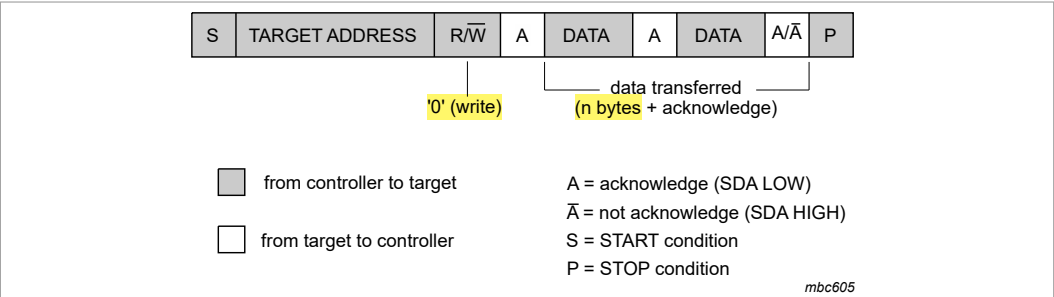 S TARGET ADDRESS R/W̅ A DATA A DATA A/A̅ P
data transferred
'0' (write) (n bytes + acknowledge)
from controller to target
A = acknowledge (SDA LOW)
A̅ = not acknowledge (SDA HIGH)
from target to controller
S = START condition
P = STOP condition
mbc605